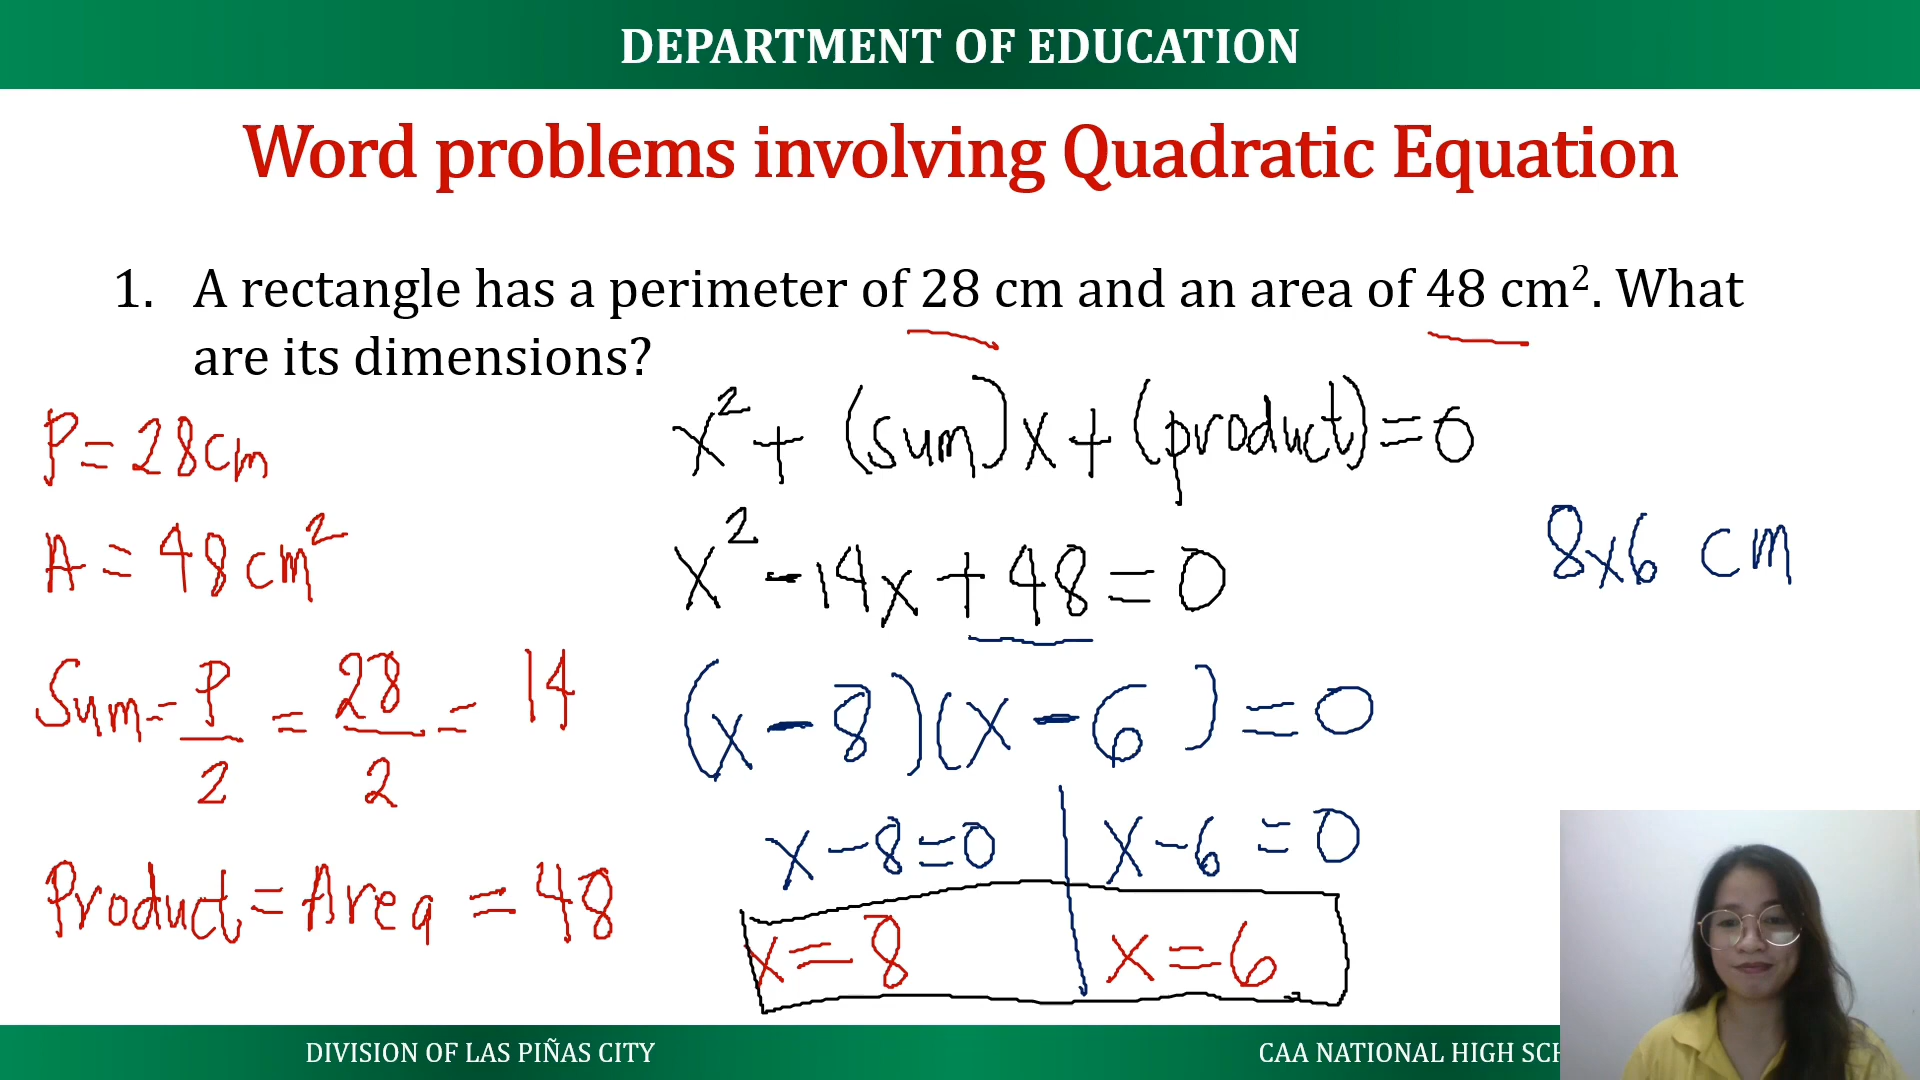 DEPARTMENT OF EDUCATION
Word problems involving Quadratic Equation
1. A rectangle has a perimeter of 28 cm and an area of 48 cm². What
are its dimensions?
P = 28cm
A = 48 cm²
Sum = P/2 = 28/2 = 14
Product = Area = 48
x² + (sum)x + (product) = 0
x² - 14x + 48 = 0
(x - 8)(x - 6) = 0
x - 8 = 0 | x - 6 = 0
x = 8 | x = 6
8x6 cm
DIVISION OF LAS PIÑAS CITY
CAA NATIONAL HIGH